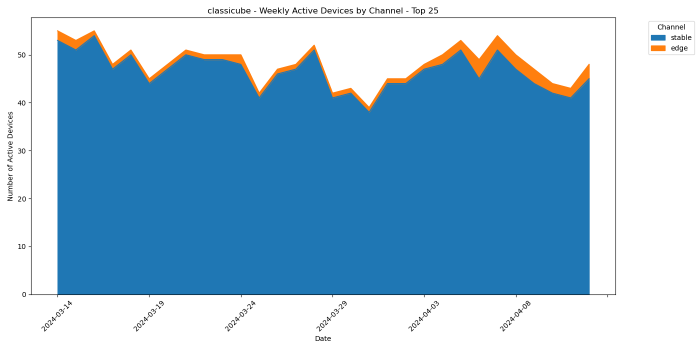 classicube - Weekly Active Devices by Channel - Top 25
Channel
stable
edge
Number of Active Devices
50
40
30
20
10
0
2024-03-14
2024-03-19
2024-03-24
2024-03-29
2024-04-03
2024-04-08
Date